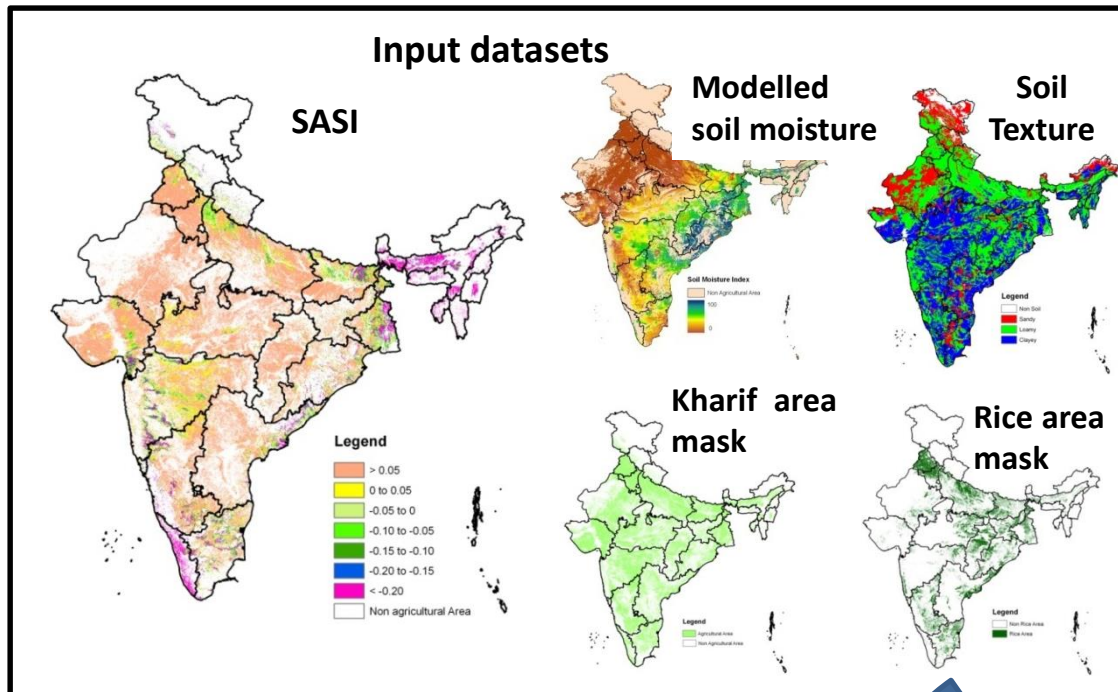 Input datasets
SASI
Legend
> 0.05
0 to 0.05
-0.05 to 0
-0.10 to -0.05
-0.15 to -0.10
-0.20 to -0.15
< -0.20
Non agricultural Area
Modelled
soil moisture
Soil Moisture Index
Non Agricultural Area
100
0
Soil
Texture
Legend
Non Soil
Sandy
Loamy
Clayey
Kharif area
mask
Legend
Agricultural Area
Non Agricultural Area
Rice area
mask
Legend
Non Rice Area
Rice Area